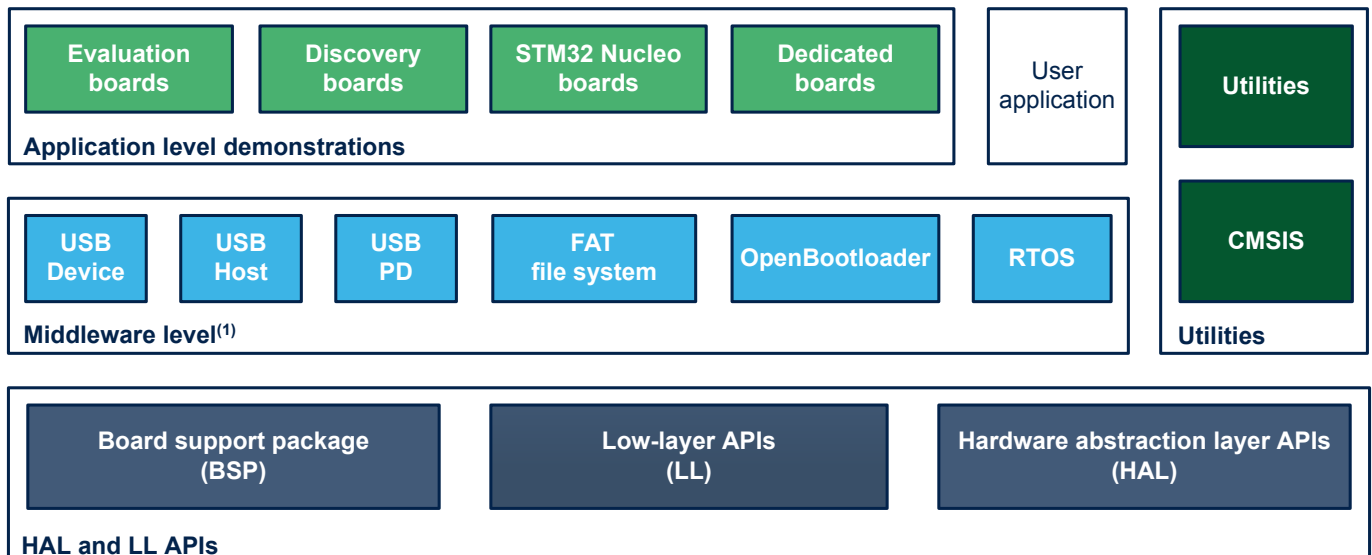 Evaluation
boards
Discovery
boards
STM32 Nucleo
boards
Dedicated
boards
Application level demonstrations
User
application
Utilities
CMSIS
Utilities
USB
Device
USB
Host
USB
PD
FAT
file system
OpenBootloader
RTOS
Middleware level(1)
Board support package
(BSP)
Low-layer APIs
(LL)
Hardware abstraction layer APIs
(HAL)
HAL and LL APIs